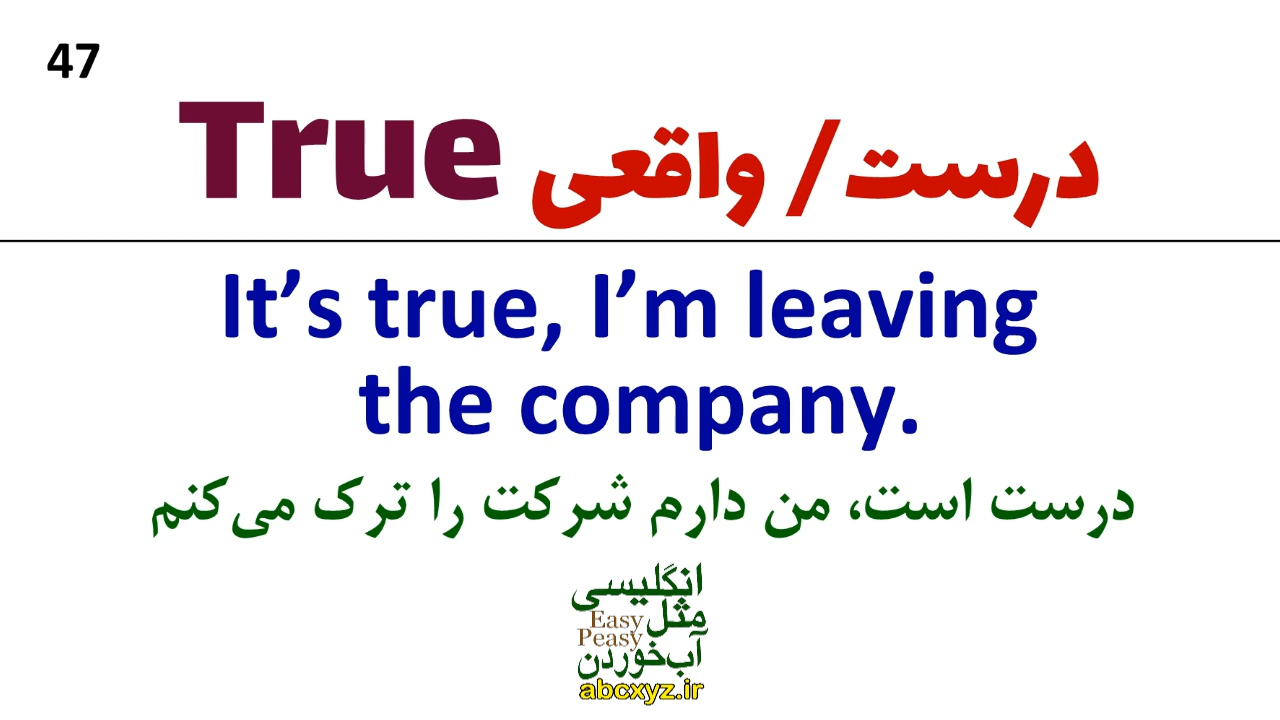 47
True درست / واقعی
It’s true, I’m leaving
the company.
درست است، من دارم شرکت را ترک می‌کنم
انگلیسی
مثل
Easy
Peasy
آب‌خوردن
abcxyz.ir